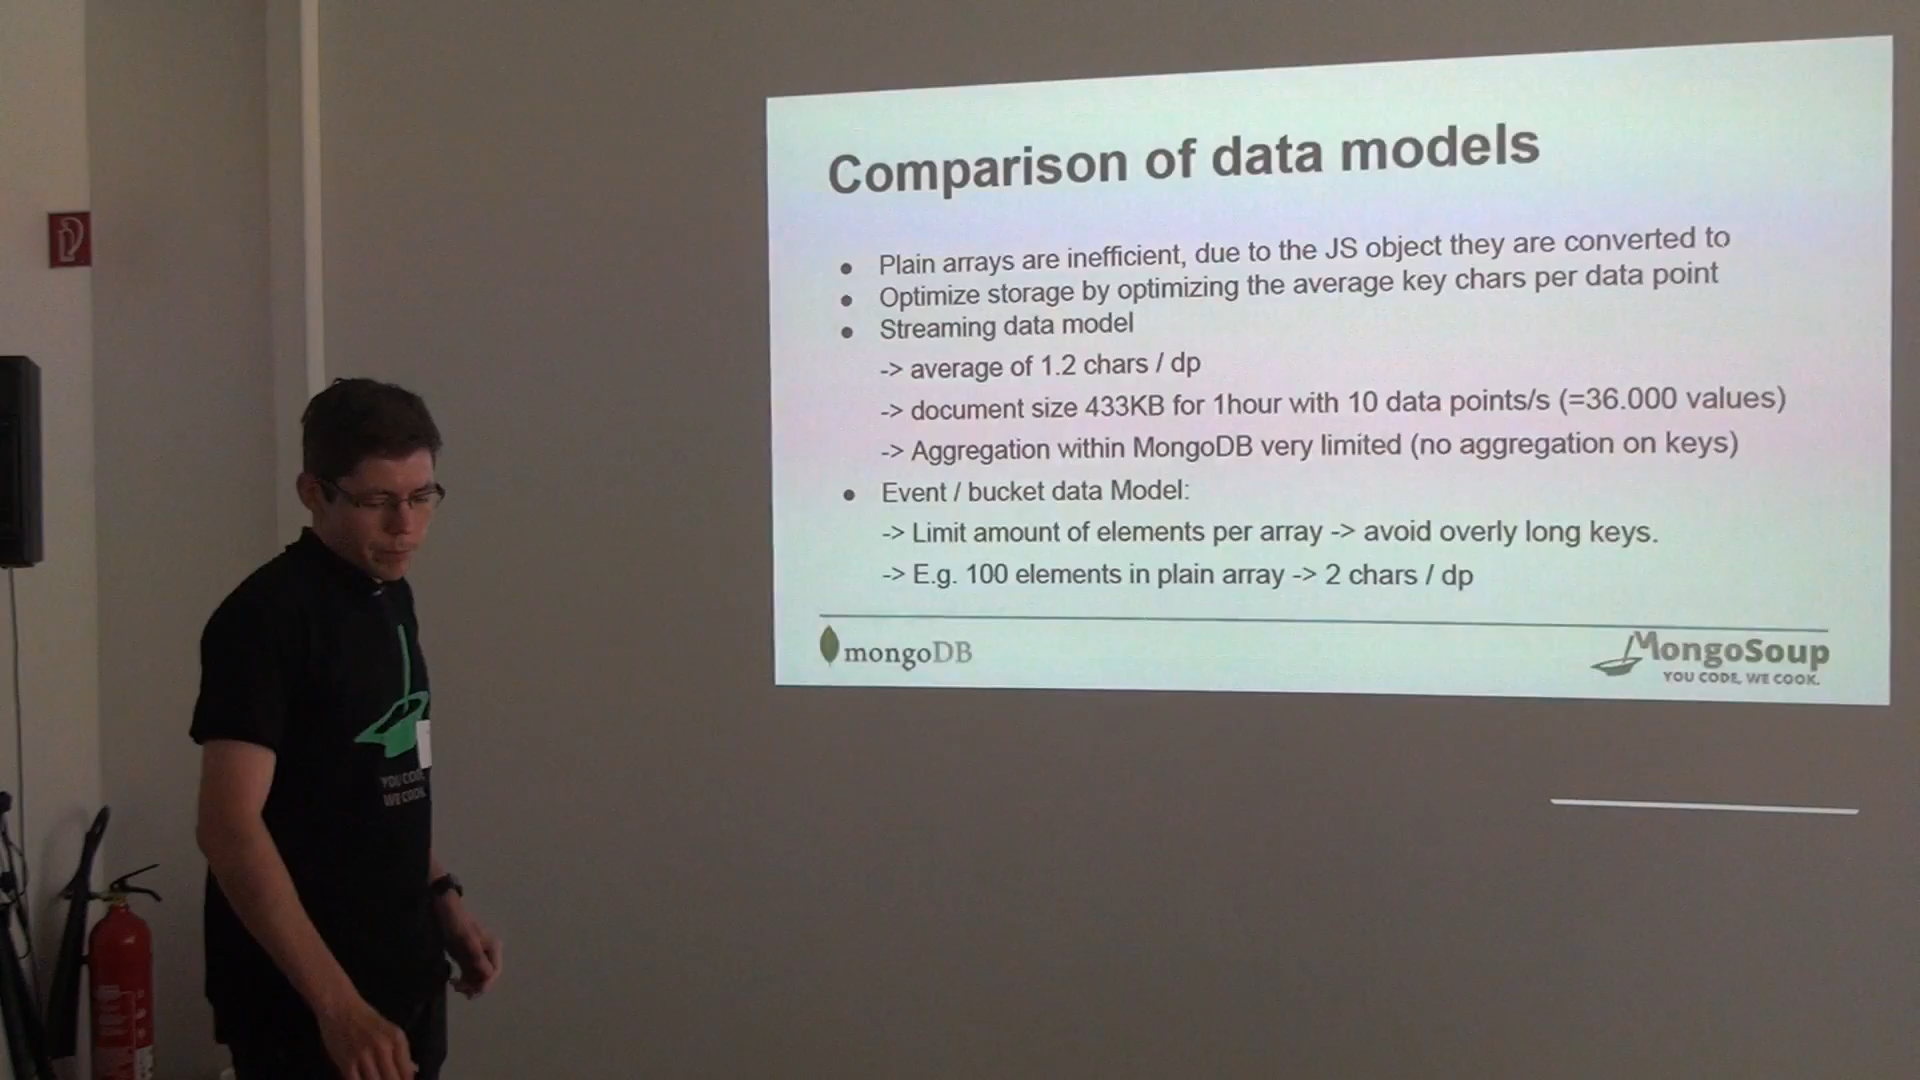 Comparison of data models
● Plain arrays are inefficient, due to the JS object they are converted to
● Optimize storage by optimizing the average key chars per data point
● Streaming data model
-> average of 1.2 chars / dp
-> document size 433KB for 1hour with 10 data points/s (=36.000 values)
-> Aggregation within MongoDB very limited (no aggregation on keys)
● Event / bucket data Model:
-> Limit amount of elements per array -> avoid overly long keys.
-> E.g. 100 elements in plain array -> 2 chars / dp
mongoDB
MongoSoup
YOU CODE, WE COOK.
YOU CODE
WE COOK.